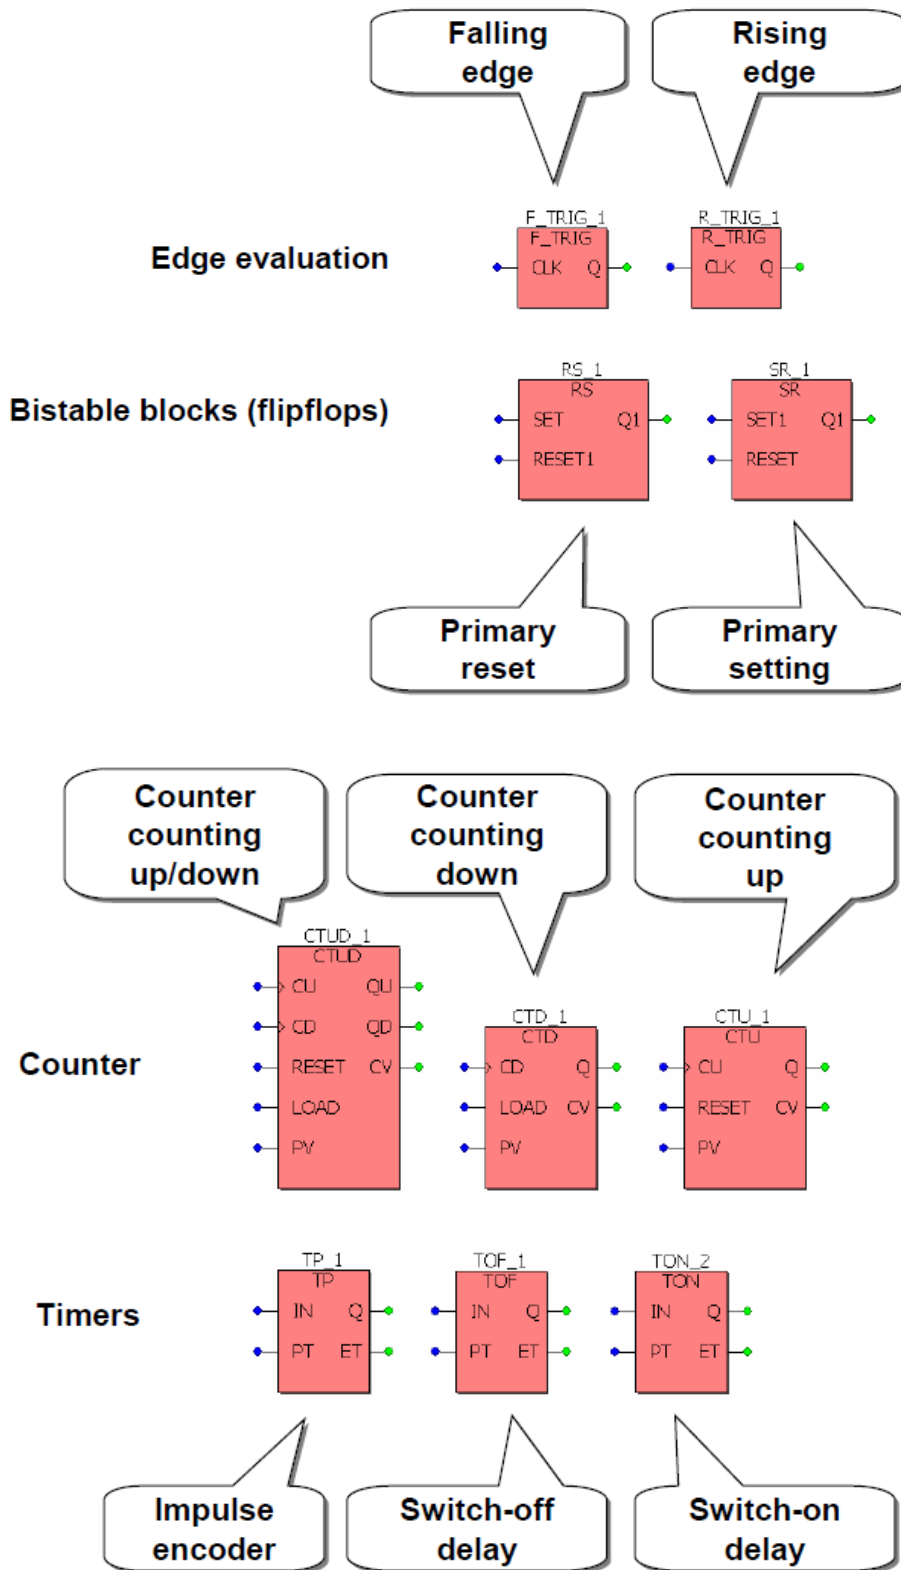 Falling
edge
Rising
edge
Edge evaluation
F_TRIG_1
F_TRIG
CLK Q
R_TRIG_1
R_TRIG
CLK Q
Bistable blocks (flipflops)
RS_1
RS
SET Q1
RESET1
SR_1
SR
SET1 Q1
RESET
Primary
reset
Primary
setting
Counter
counting
up/down
Counter
counting
down
Counter
counting
up
Counter
CTUD_1
CTUD
CU QU
CD QD
RESET CV
LOAD
PV
CTD_1
CTD
CD Q
LOAD CV
PV
CTU_1
CTU
CU Q
RESET CV
PV
Timers
TP_1
TP
IN Q
PT ET
TOF_1
TOF
IN Q
PT ET
TON_2
TON
IN Q
PT ET
Impulse
encoder
Switch-off
delay
Switch-on
delay